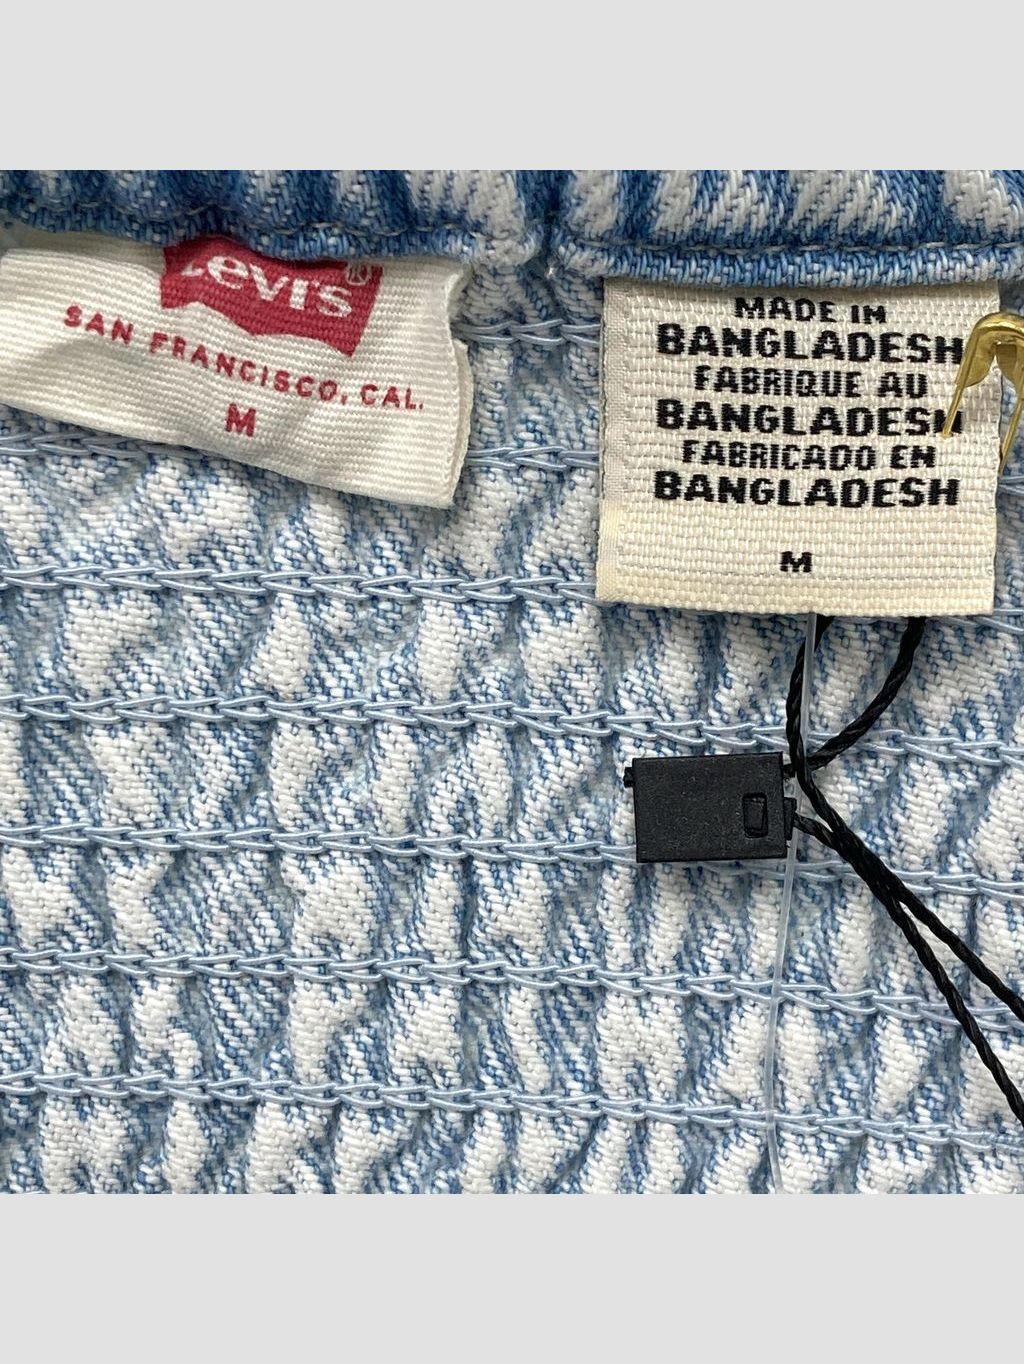 Levi's®
SAN FRANCISCO, CAL.
M
MADE IN
BANGLADESH
FABRIQUE AU
BANGLADESH
FABRICADO EN
BANGLADESH
M